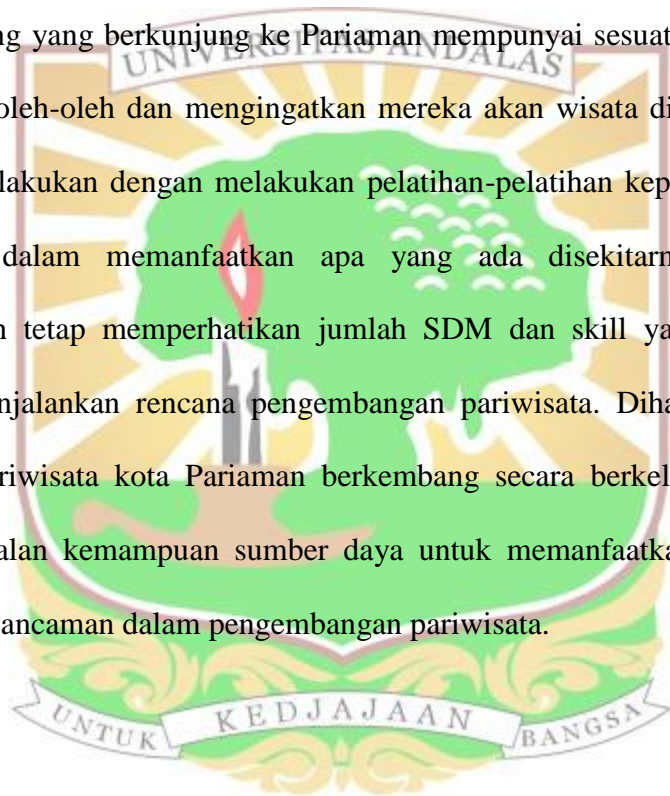 ng yang berkunjung ke Pariaman mempunyai sesuat
UNIVERSITAS ANDALAS
oleh-oleh dan mengingatkan mereka akan wisata di
lakukan dengan melakukan pelatihan-pelatihan kep
dalam memanfaatkan apa yang ada disekitarn
n tetap memperhatikan jumlah SDM dan skill ya
njalankan rencana pengembangan pariwisata. Diha
riwisata kota Pariaman berkembang secara berkel
alan kemampuan sumber daya untuk memanfaatka
ancaman dalam pengembangan pariwisata.
UNTUK KEDJAJAAN BANGSA